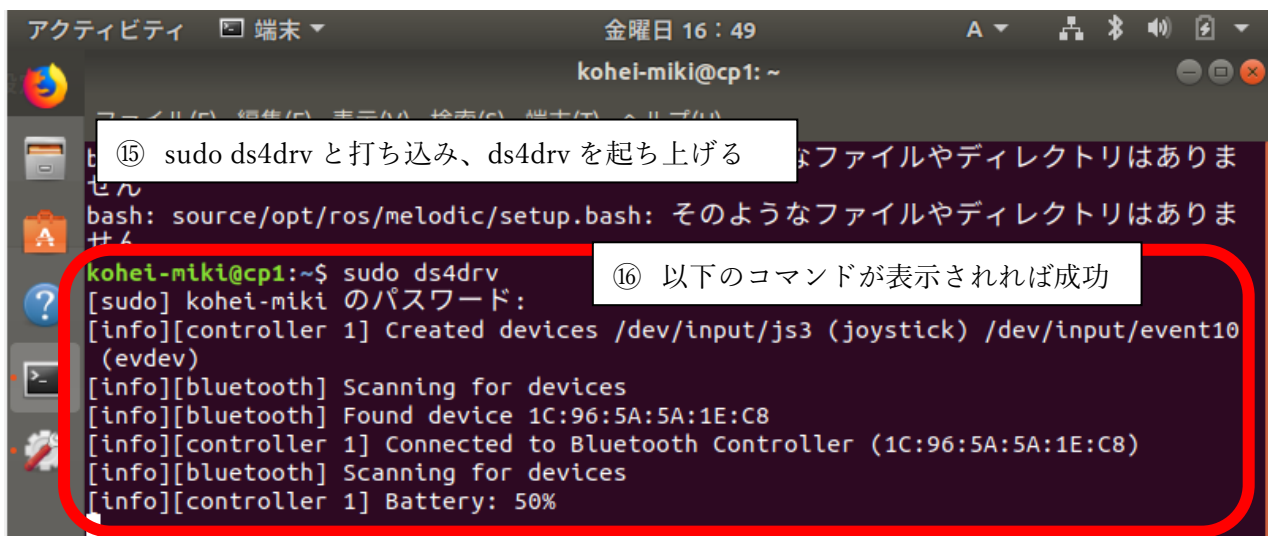 アクティビティ 端末
金曜日 16:49
A
kohei-miki@cp1: ~
⑮ sudo ds4drv と打ち込み、ds4drv を起ち上げる
なファイルやディレクトリはありま
せん
bash: source/opt/ros/melodic/setup.bash: そのようなファイルやディレクトリはありま
せん
⑯ 以下のコマンドが表示されれば成功
kohei-miki@cp1:~$ sudo ds4drv
[sudo] kohei-miki のパスワード:
[info][controller 1] Created devices /dev/input/js3 (joystick) /dev/input/event10
(evdev)
[info][bluetooth] Scanning for devices
[info][bluetooth] Found device 1C:96:5A:5A:1E:C8
[info][controller 1] Connected to Bluetooth Controller (1C:96:5A:5A:1E:C8)
[info][bluetooth] Scanning for devices
[info][controller 1] Battery: 50%